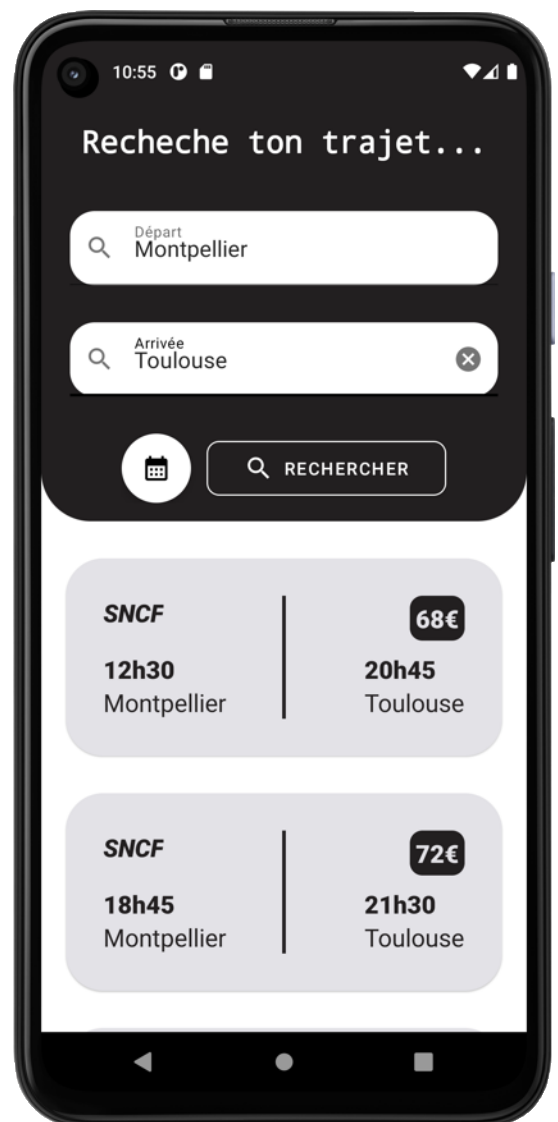 10:55
Recheche ton trajet...
Départ
Montpellier
Arrivée
Toulouse
RECHERCHER
SNCF 68€
12h30 20h45
Montpellier Toulouse
SNCF 72€
18h45 21h30
Montpellier Toulouse